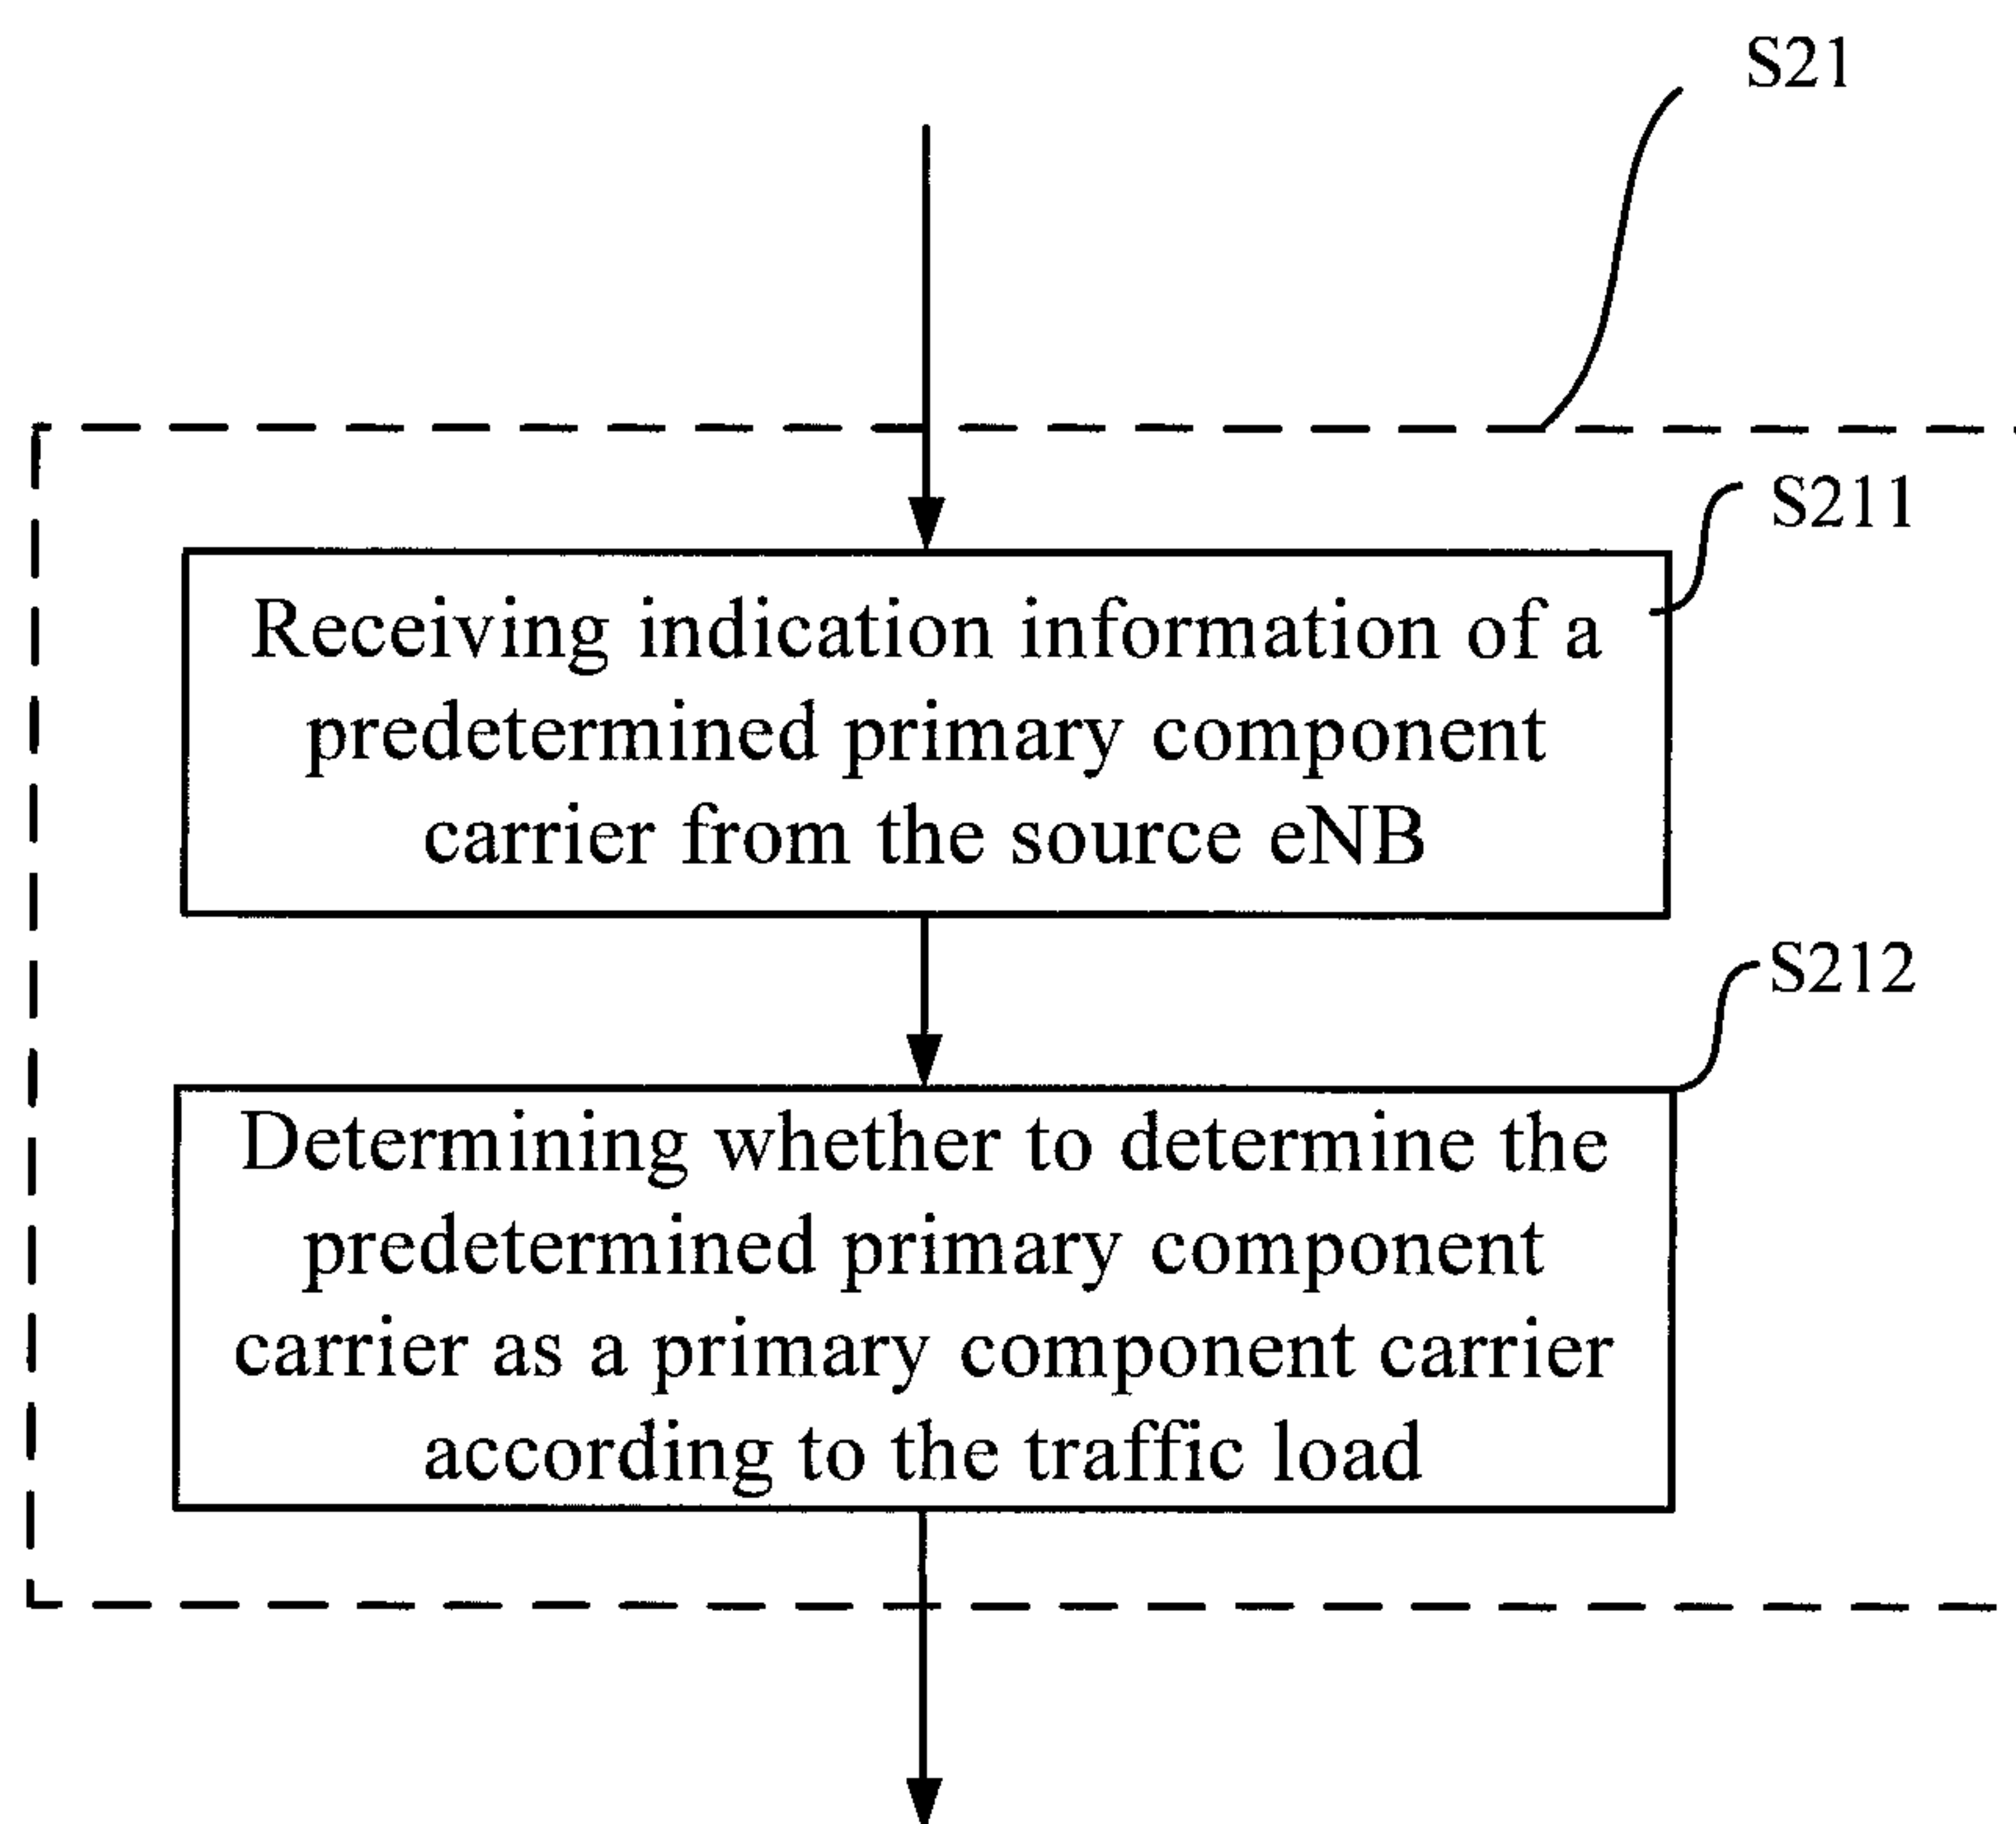 S21
S211
Receiving indication information of a
predetermined primary component
carrier from the source eNB
S212
Determining whether to determine the
predetermined primary component
carrier as a primary component carrier
according to the traffic load